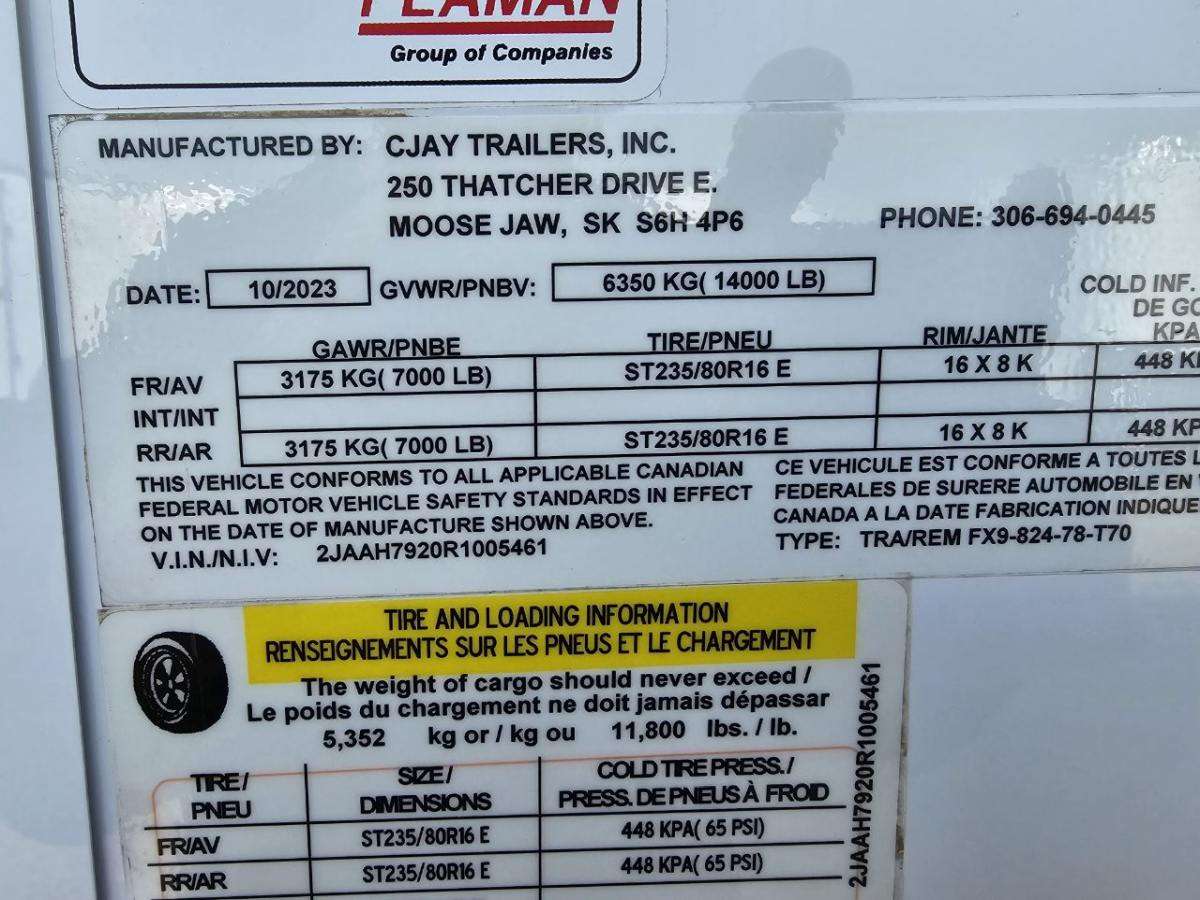 FLAMAN
Group of Companies
MANUFACTURED BY: CJAY TRAILERS, INC.
250 THATCHER DRIVE E.
MOOSE JAW, SK S6H 4P6
PHONE: 306-694-0445
DATE: 10/2023 GVWR/PNBV: 6350 KG( 14000 LB)
COLD INF.
DE
KPA
GAWR/PNBE TIRE/PNEU RIM/JANTE
FR/AV 3175 KG( 7000 LB) ST235/80R16 E 16 X 8 K 448
INT/INT
RR/AR 3175 KG( 7000 LB) ST235/80R16 E 16 X 8 K 448
THIS VEHICLE CONFORMS TO ALL APPLICABLE CANADIAN
FEDERAL MOTOR VEHICLE SAFETY STANDARDS IN EFFECT
ON THE DATE OF MANUFACTURE SHOWN ABOVE.
V.I.N./N.I.V: 2JAAH7920R1005461
CE VEHICULE EST CONFORME A TOUTES
FEDERALES DE SURERE AUTOMOBILE EN
CANADA A LA DATE FABRICATION INDIQUE
TYPE: TRA/REM FX9-824-78-T70
TIRE AND LOADING INFORMATION
RENSEIGNEMENTS SUR LES PNEUS ET LE CHARGEMENT
The weight of cargo should never exceed /
Le poids du chargement ne doit jamais dépassar
5,352 kg or / kg ou 11,800 lbs. / lb.
TIRE / SIZE / COLD TIRE PRESS. /
PNEU DIMENSIONS PRESS. DE PNEUS À FROID
FR/AV ST235/80R16 E 448 KPA( 65 PSI)
RR/AR ST235/80R16 E 448 KPA( 65 PSI)
2JAAH7920R1005461